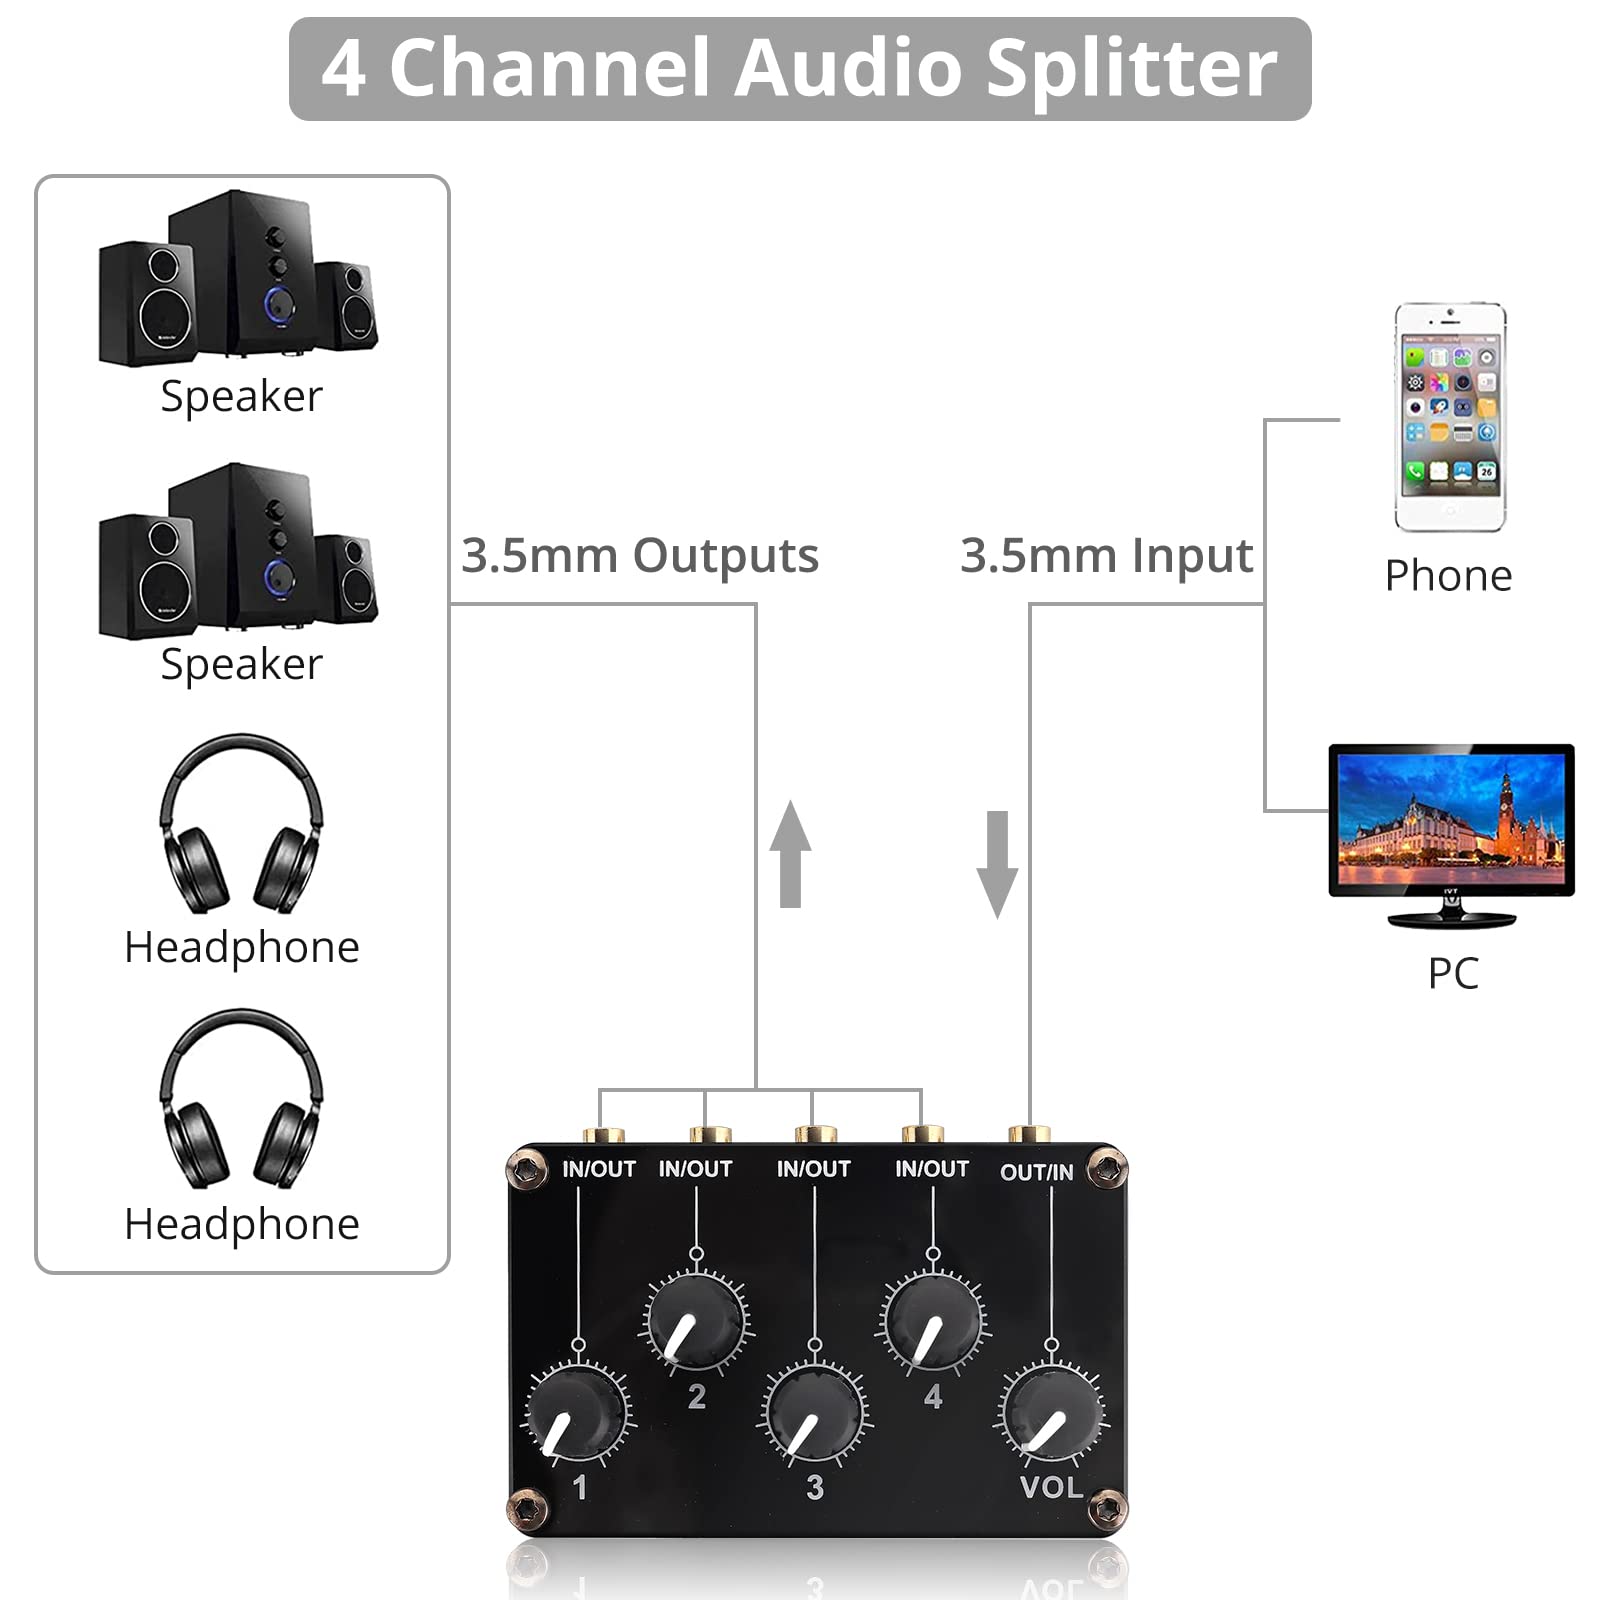 4 Channel Audio Splitter
Speaker
Speaker
Headphone
Headphone
3.5mm Outputs
3.5mm Input
Phone
PC
IN/OUT IN/OUT IN/OUT IN/OUT OUT/IN
2 4
1 3 VOL